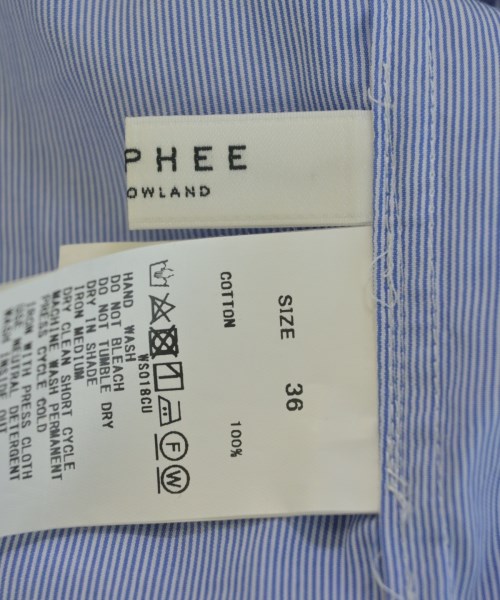 PHEE
OWLAND
SIZE 36
COTTON 100%
WS018CU
HAND WASH
DO NOT BLEACH
DO NOT TUMBLE DRY
DRY IN SHADE
IRON MEDIUM
DRY CLEAN SHORT CYCLE.
MACHINE WASH PERMANENT
PRESS CYCLE COLD
IRON WITH PRESS CLOTH
USE NEUTRAL DETERGENT
WASH INSIDE OUT